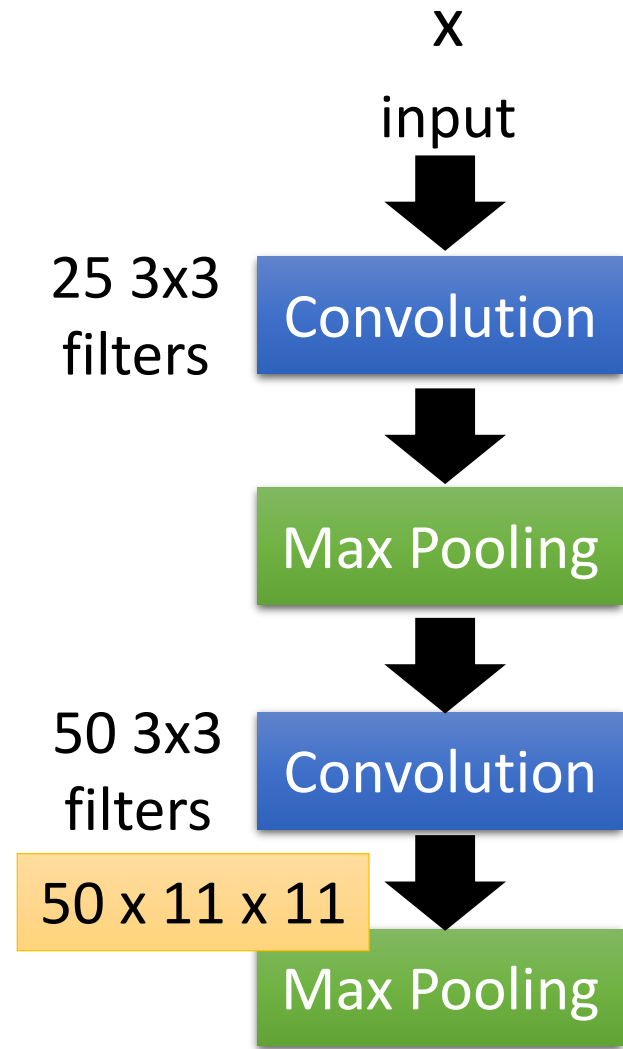 x
input
25 3x3
filters
Convolution
Max Pooling
50 3x3
filters
Convolution
50 x 11 x 11
Max Pooling